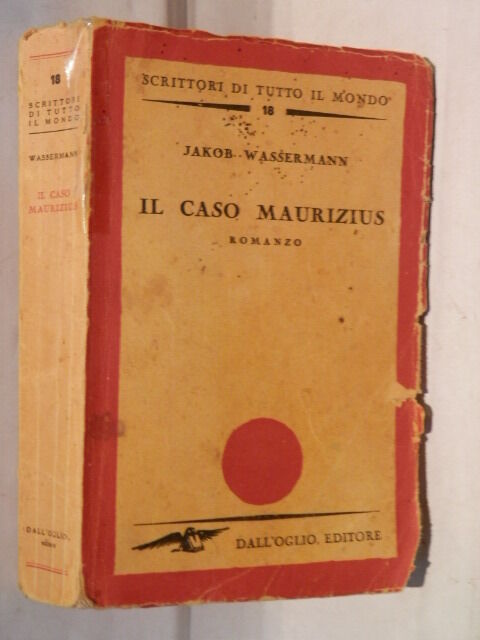 18
SCRITTORI
DI TUTTO
IL MONDO
WASSERMANN
IL CASO
MAURIZIUS
DALL'OGLIO,
editore
SCRITTORI DI TUTTO IL MONDO
18
JAKOB WASSERMANN
IL CASO MAURIZIUS
ROMANZO
DALL'OGLIO, EDITORE